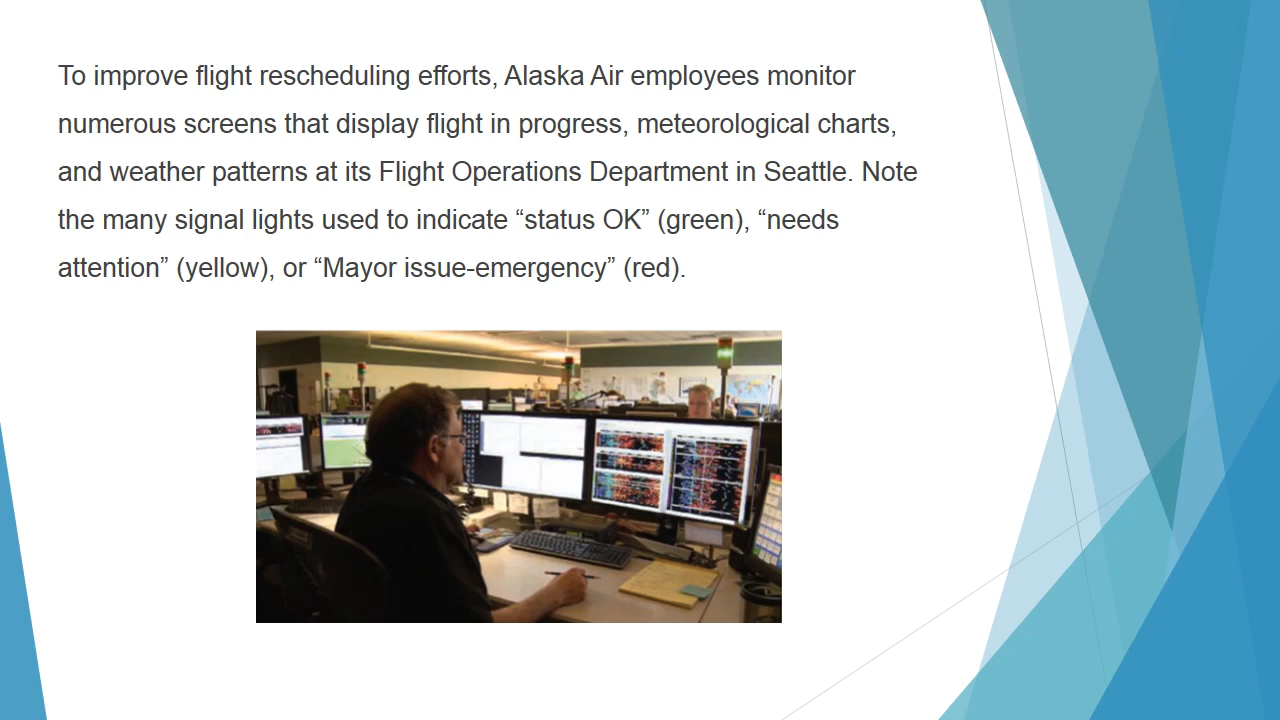 To improve flight rescheduling efforts, Alaska Air employees monitor
numerous screens that display flight in progress, meteorological charts,
and weather patterns at its Flight Operations Department in Seattle. Note
the many signal lights used to indicate “status OK” (green), “needs
attention” (yellow), or “Mayor issue-emergency” (red).